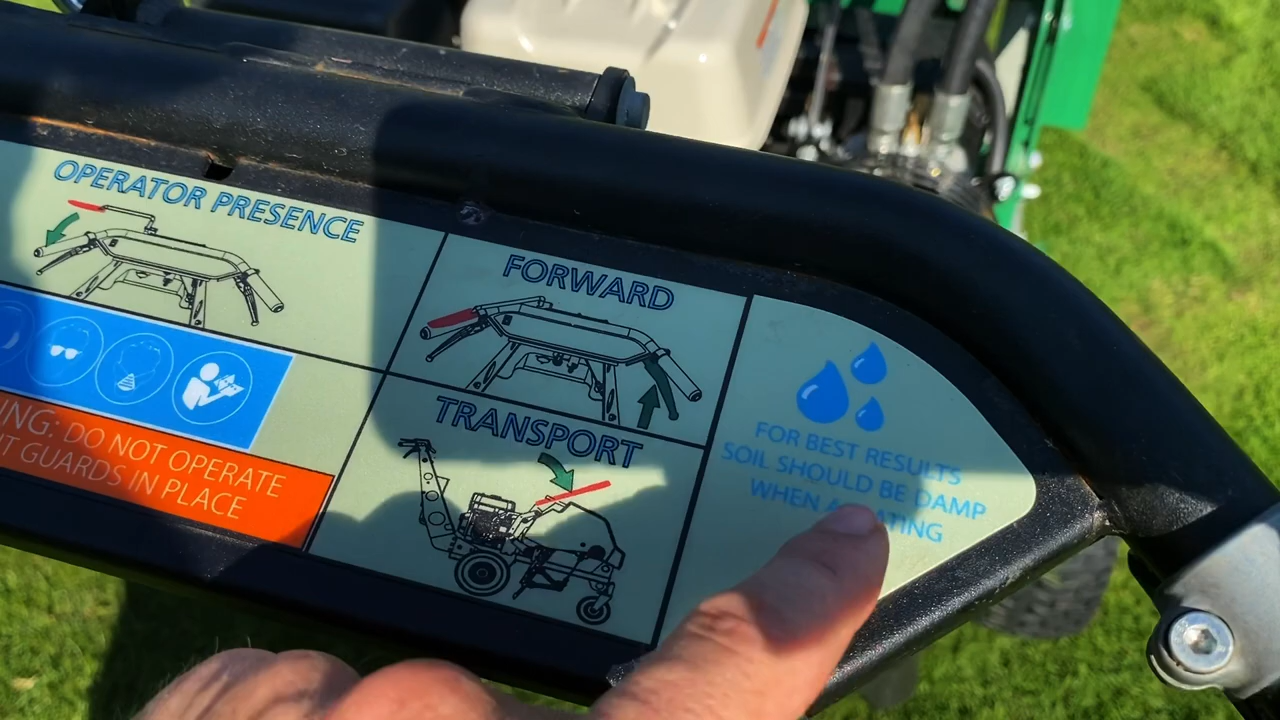 OPERATOR PRESENCE
FORWARD
TRANSPORT
ING: DO NOT OPERATE
T GUARDS IN PLACE
FOR BEST RESULTS
SOIL SHOULD BE DAMP
WHEN A ATING